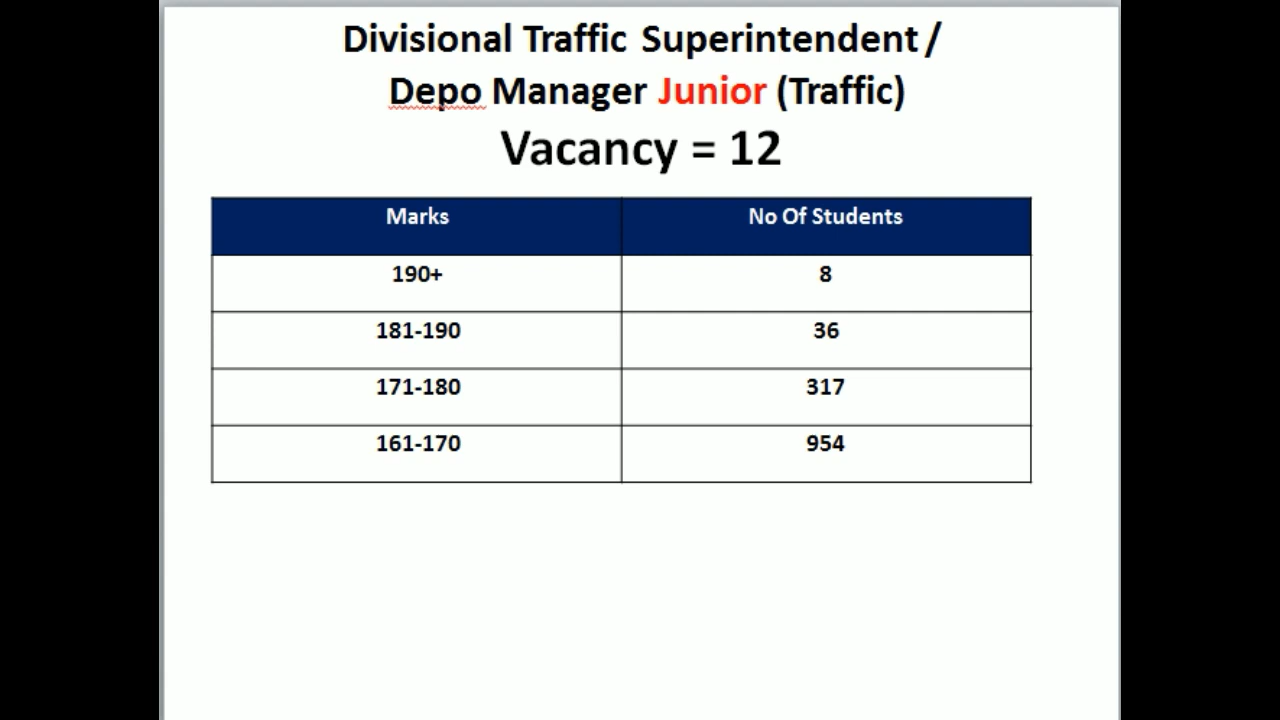 Divisional Traffic Superintendent /
Depo Manager Junior (Traffic)
Vacancy = 12
Marks No Of Students
190+ 8
181-190 36
171-180 317
161-170 954